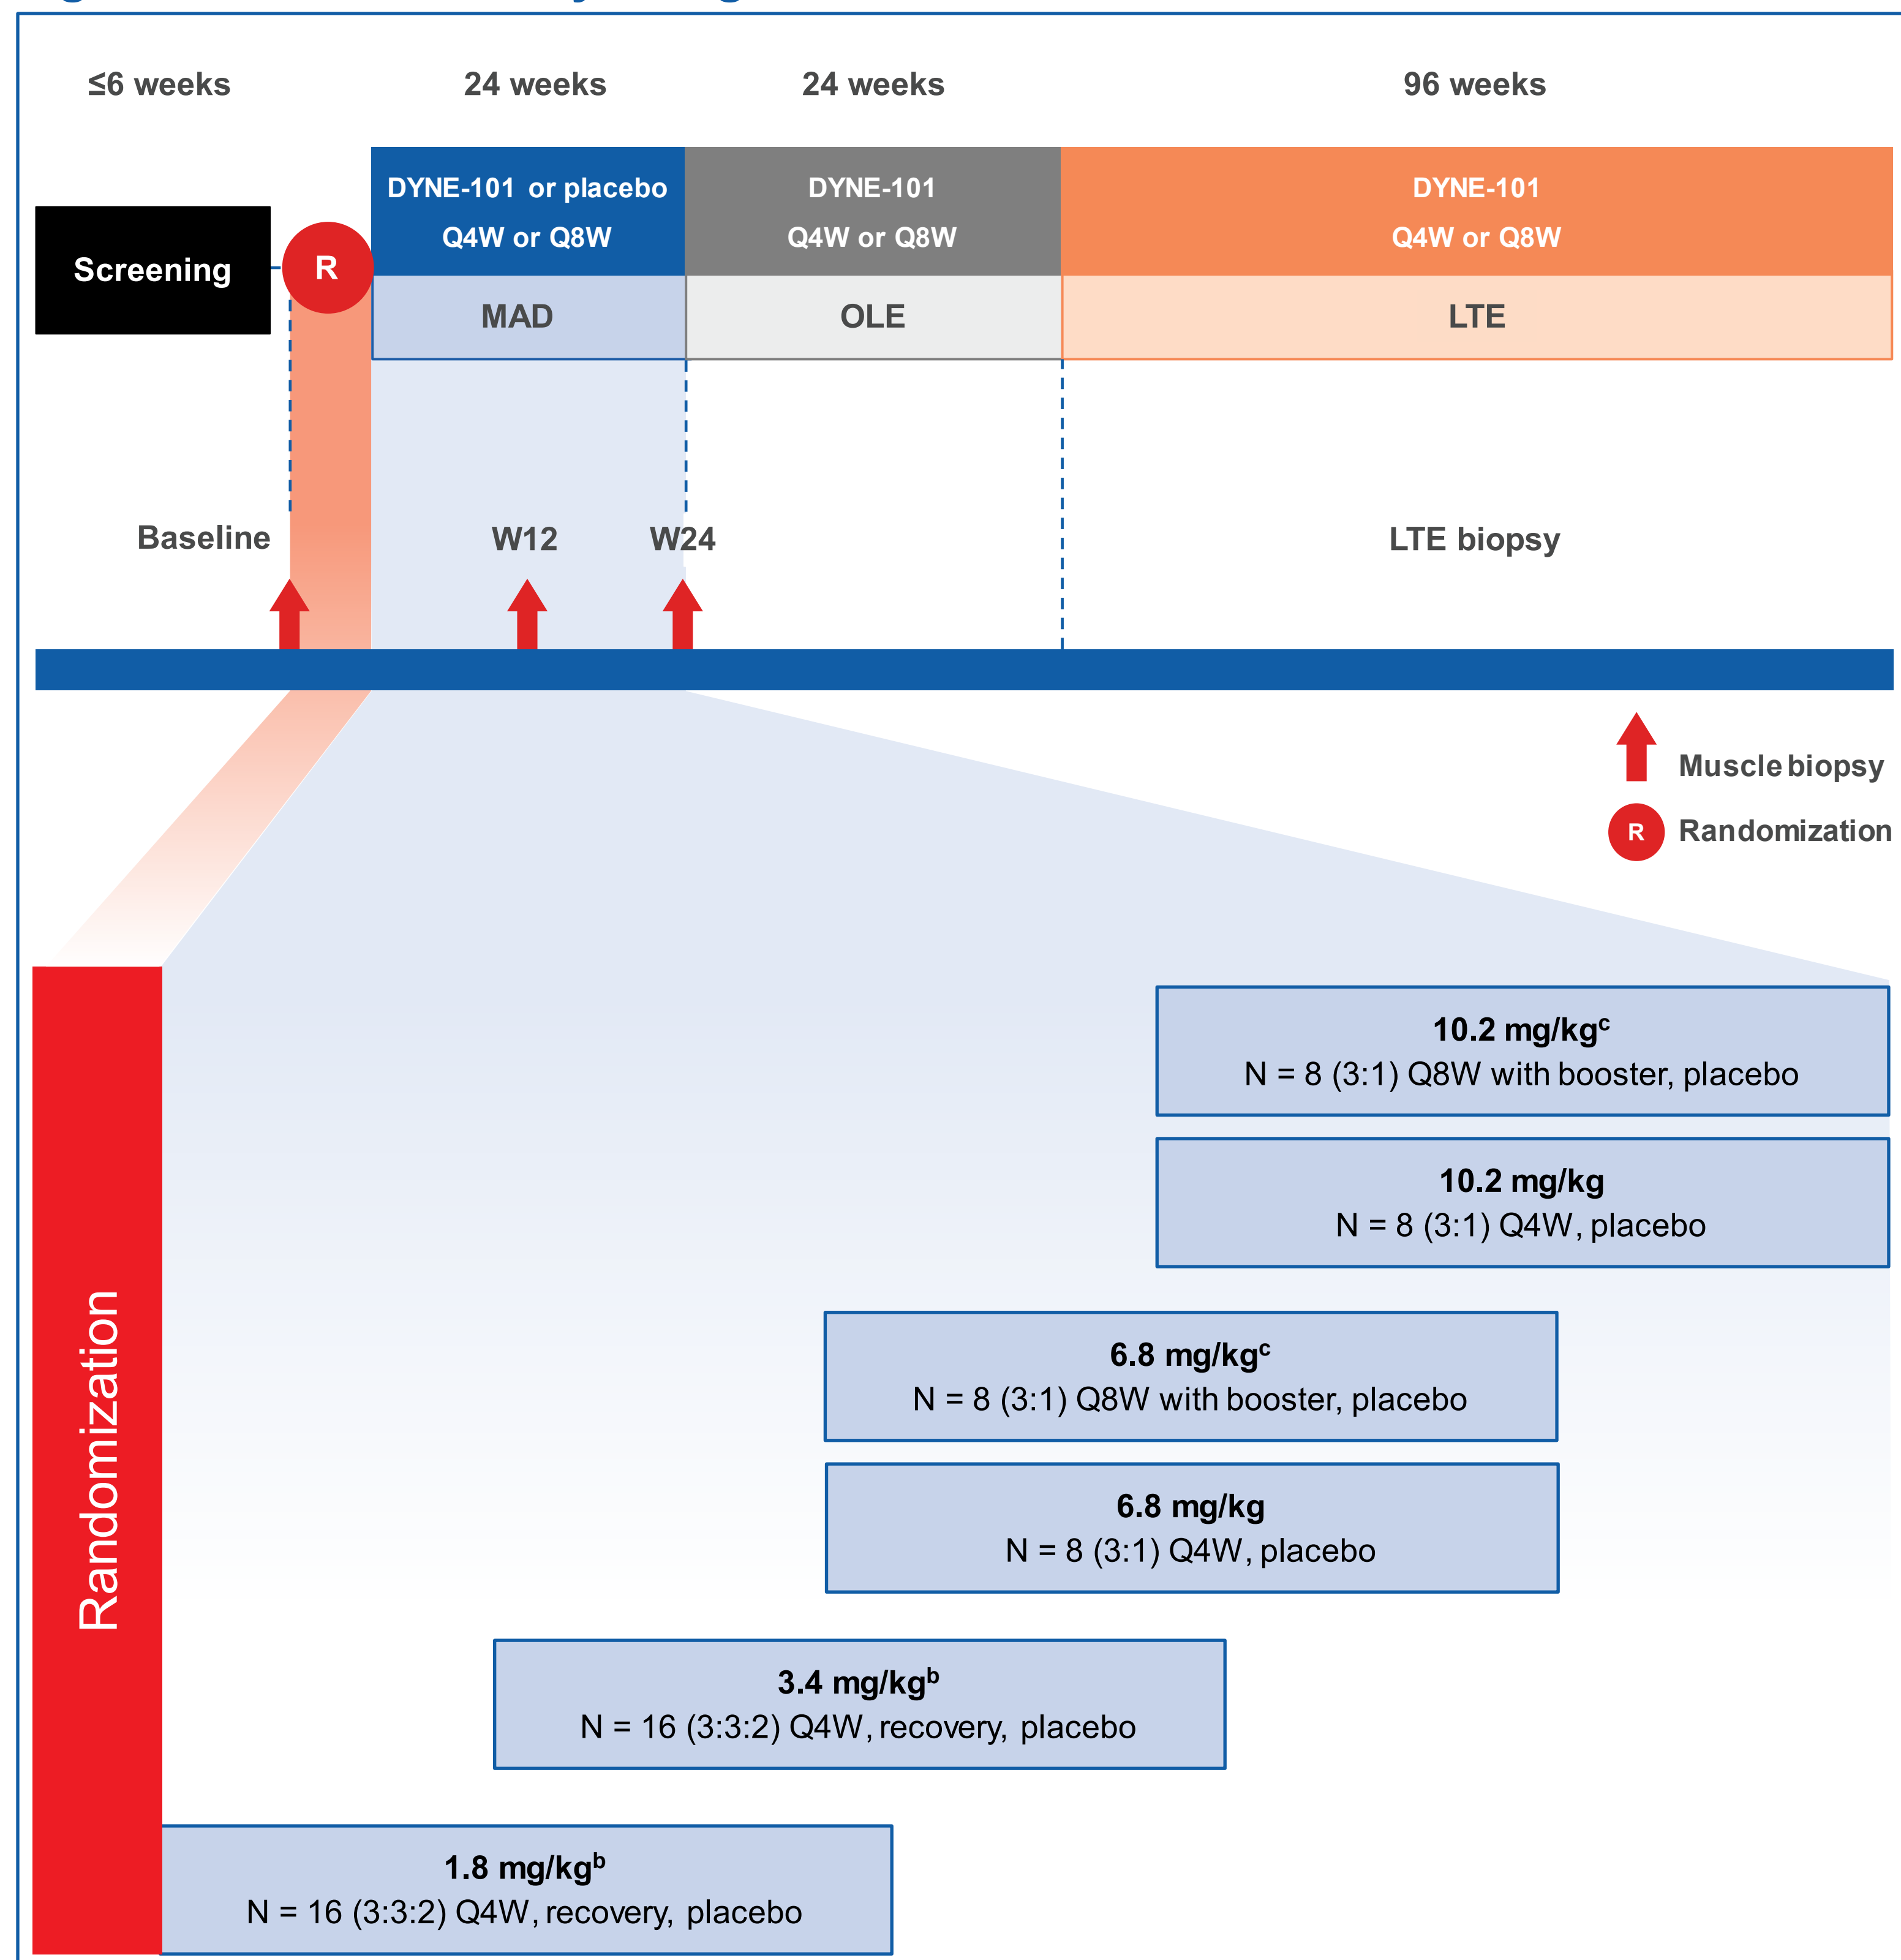 ≤6 weeks
24 weeks
24 weeks
96 weeks
Screening
R
DYNE-101 or placebo
Q4W or Q8W
MAD
DYNE-101
Q4W or Q8W
OLE
DYNE-101
Q4W or Q8W
LTE
Baseline
W12
W24
LTE biopsy
Muscle biopsy
R
Randomization
Randomization
10.2 mg/kgᶜ
N = 8 (3:1) Q8W with booster, placebo
10.2 mg/kg
N = 8 (3:1) Q4W, placebo
6.8 mg/kgᶜ
N = 8 (3:1) Q8W with booster, placebo
6.8 mg/kg
N = 8 (3:1) Q4W, placebo
3.4 mg/kgᵇ
N = 16 (3:3:2) Q4W, recovery, placebo
1.8 mg/kgᵇ
N = 16 (3:3:2) Q4W, recovery, placebo